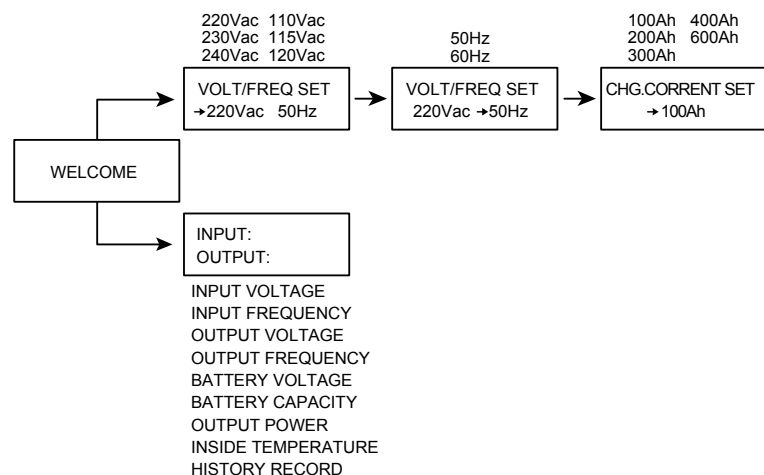 220Vac 110Vac
230Vac 115Vac
240Vac 120Vac
VOLT/FREQ SET
→220Vac 50Hz
50Hz
60Hz
VOLT/FREQ SET
220Vac →50Hz
100Ah 400Ah
200Ah 600Ah
300Ah
CHG.CORRENT SET
→100Ah
WELCOME
INPUT:
OUTPUT:
INPUT VOLTAGE
INPUT FREQUENCY
OUTPUT VOLTAGE
OUTPUT FREQUENCY
BATTERY VOLTAGE
BATTERY CAPACITY
OUTPUT POWER
INSIDE TEMPERATURE
HISTORY RECORD